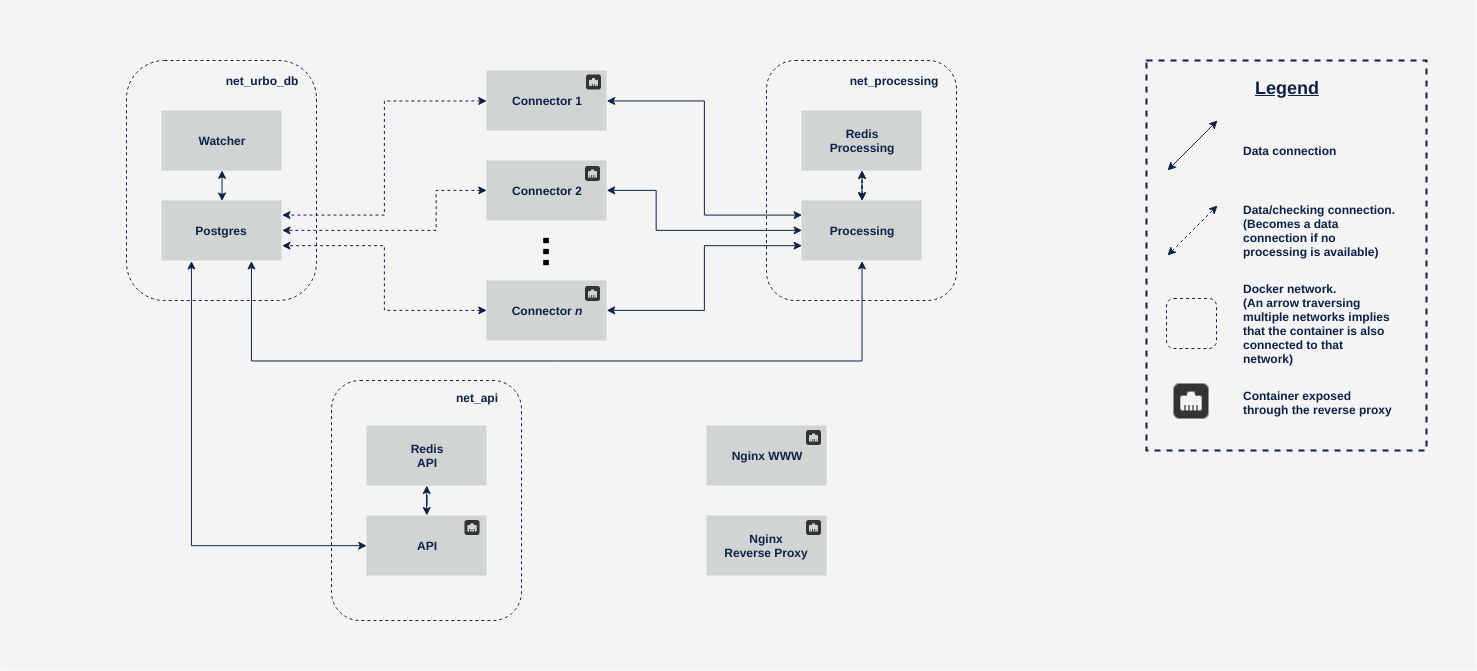 net_urbo_db
Watcher
Postgres
Connector 1
Connector 2
Connector n
net_processing
Redis
Processing
Processing
net_api
Redis
API
API
Nginx WWW
Nginx
Reverse Proxy
Legend
Data connection
Data/checking connection.
(Becomes a data
connection if no
processing is available)
Docker network.
(An arrow traversing
multiple networks implies
that the container is also
connected to that
network)
Container exposed
through the reverse proxy